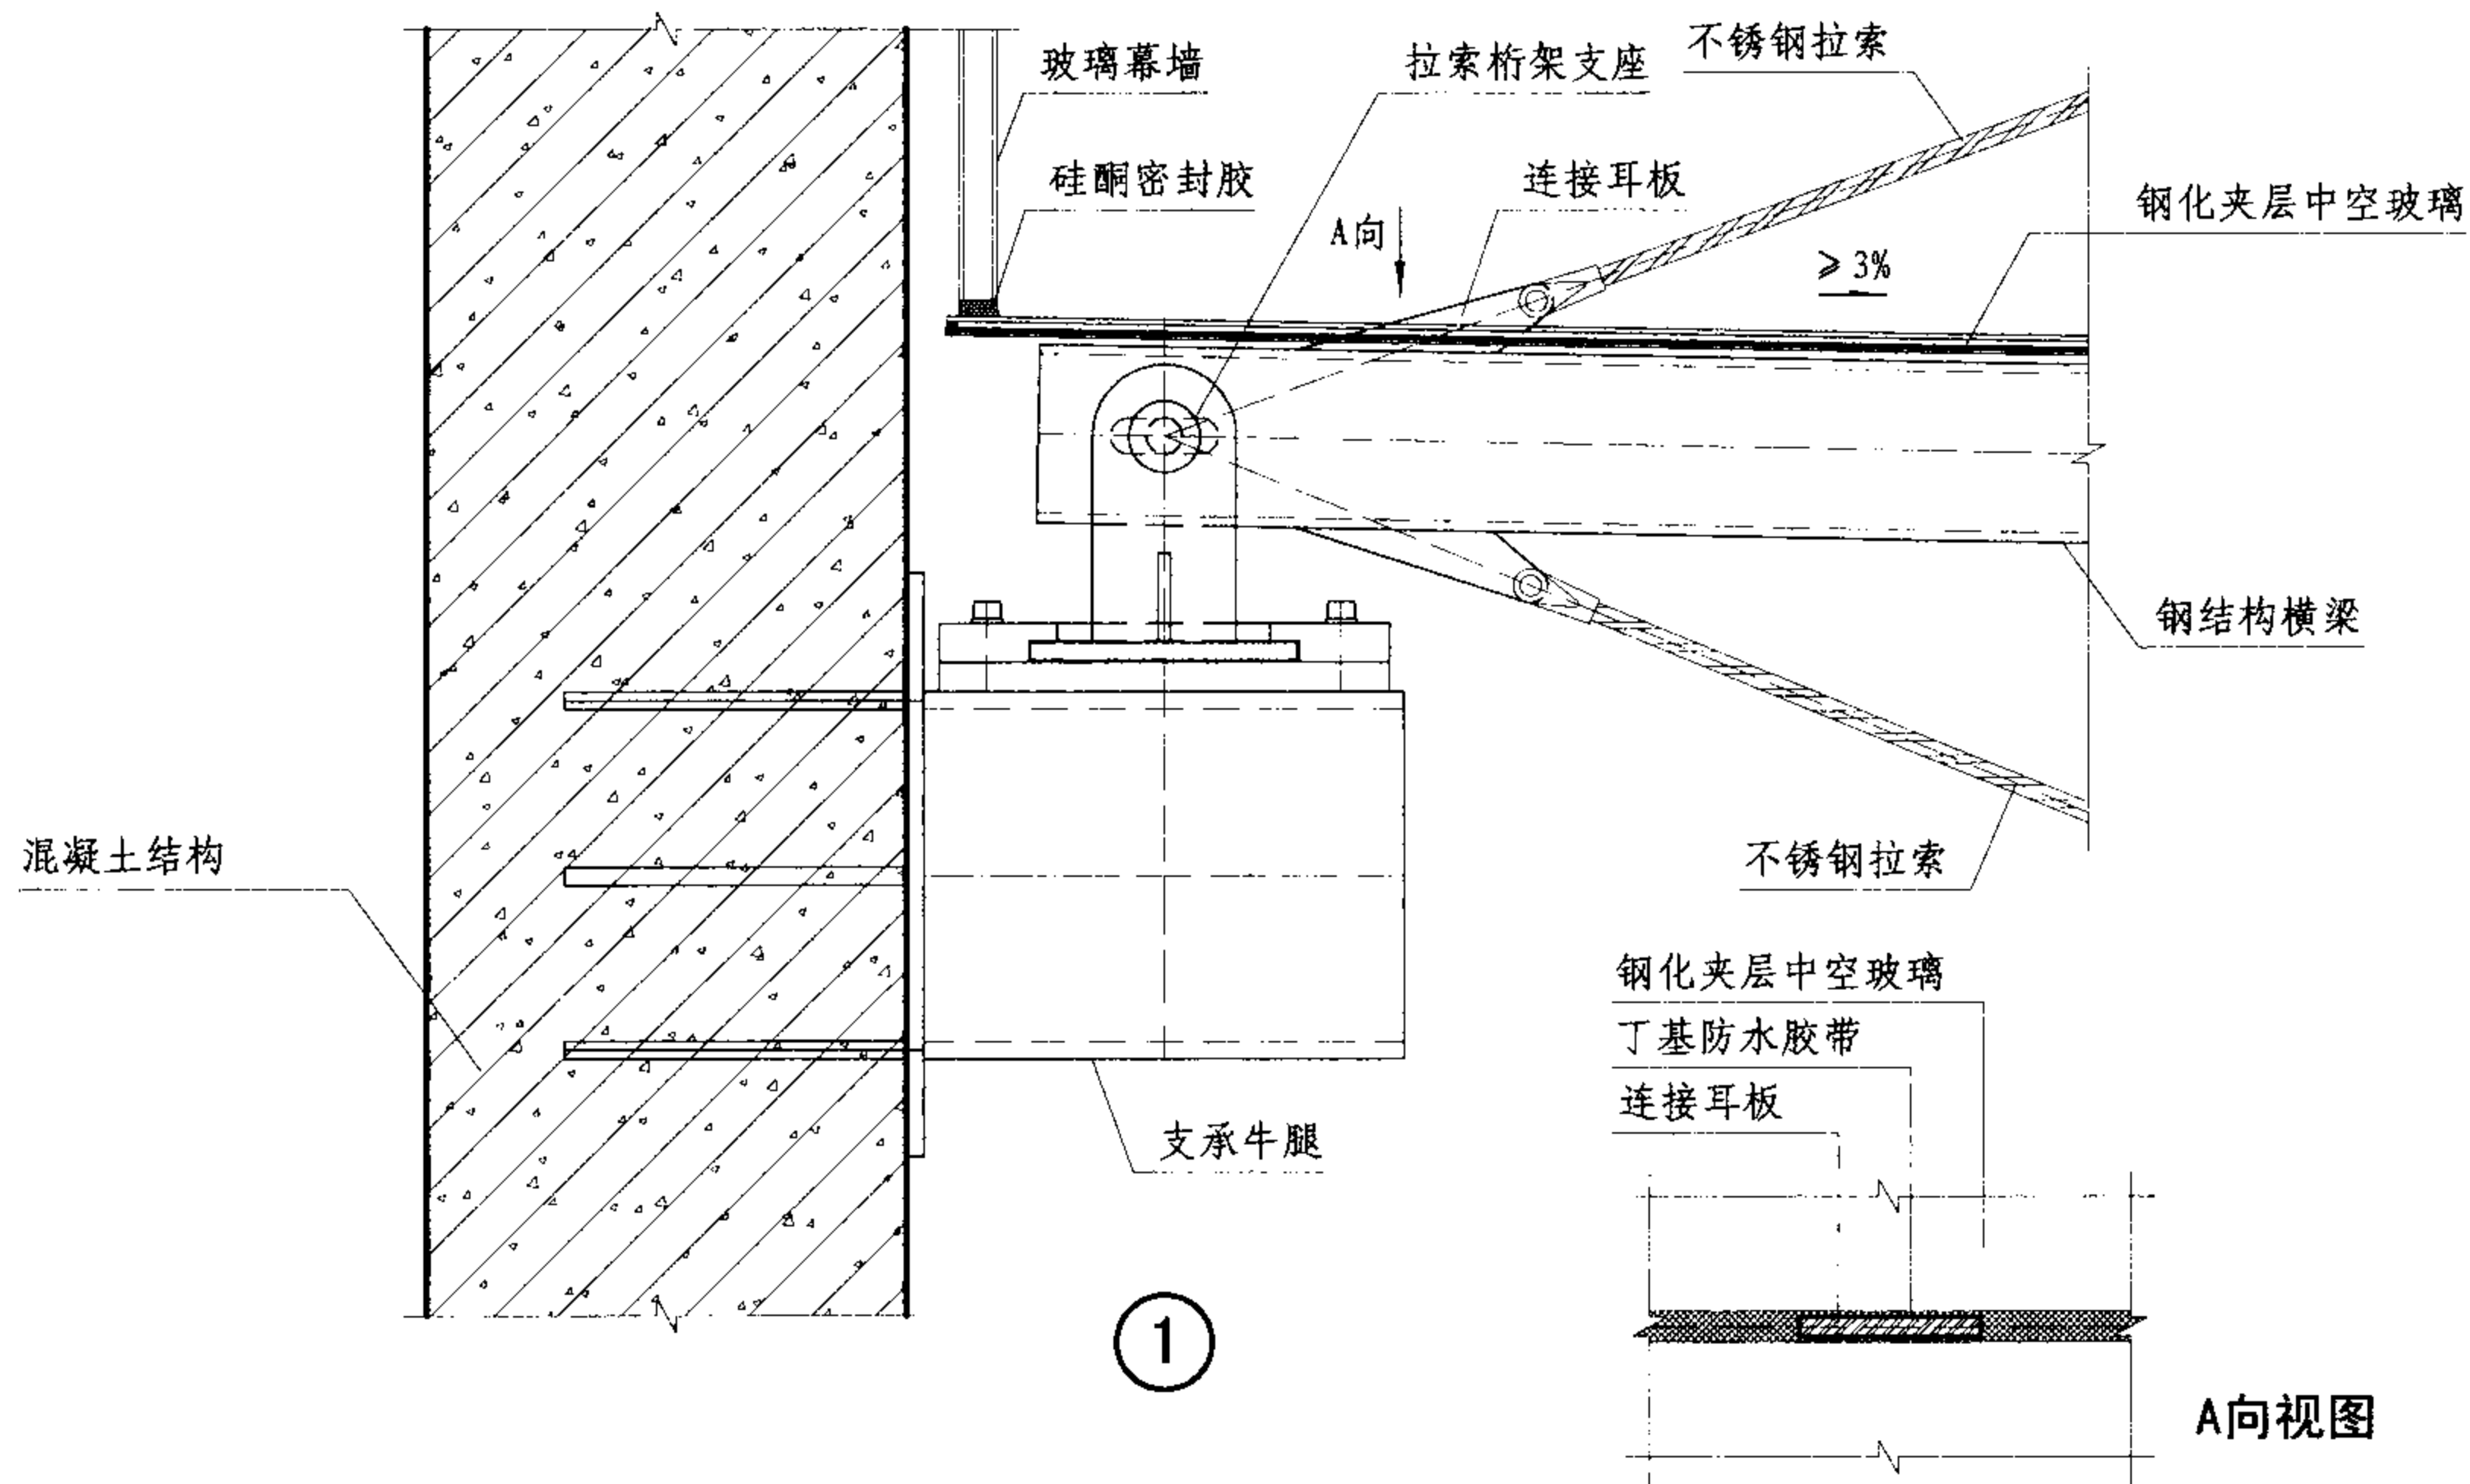 玻璃幕墙
拉索桁架支座
不锈钢拉索
硅酮密封胶
连接耳板
钢化夹层中空玻璃
A向
≥3%
钢结构横梁
混凝土结构
不锈钢拉索
支承牛腿
钢化夹层中空玻璃
丁基防水胶带
连接耳板
1
A向视图